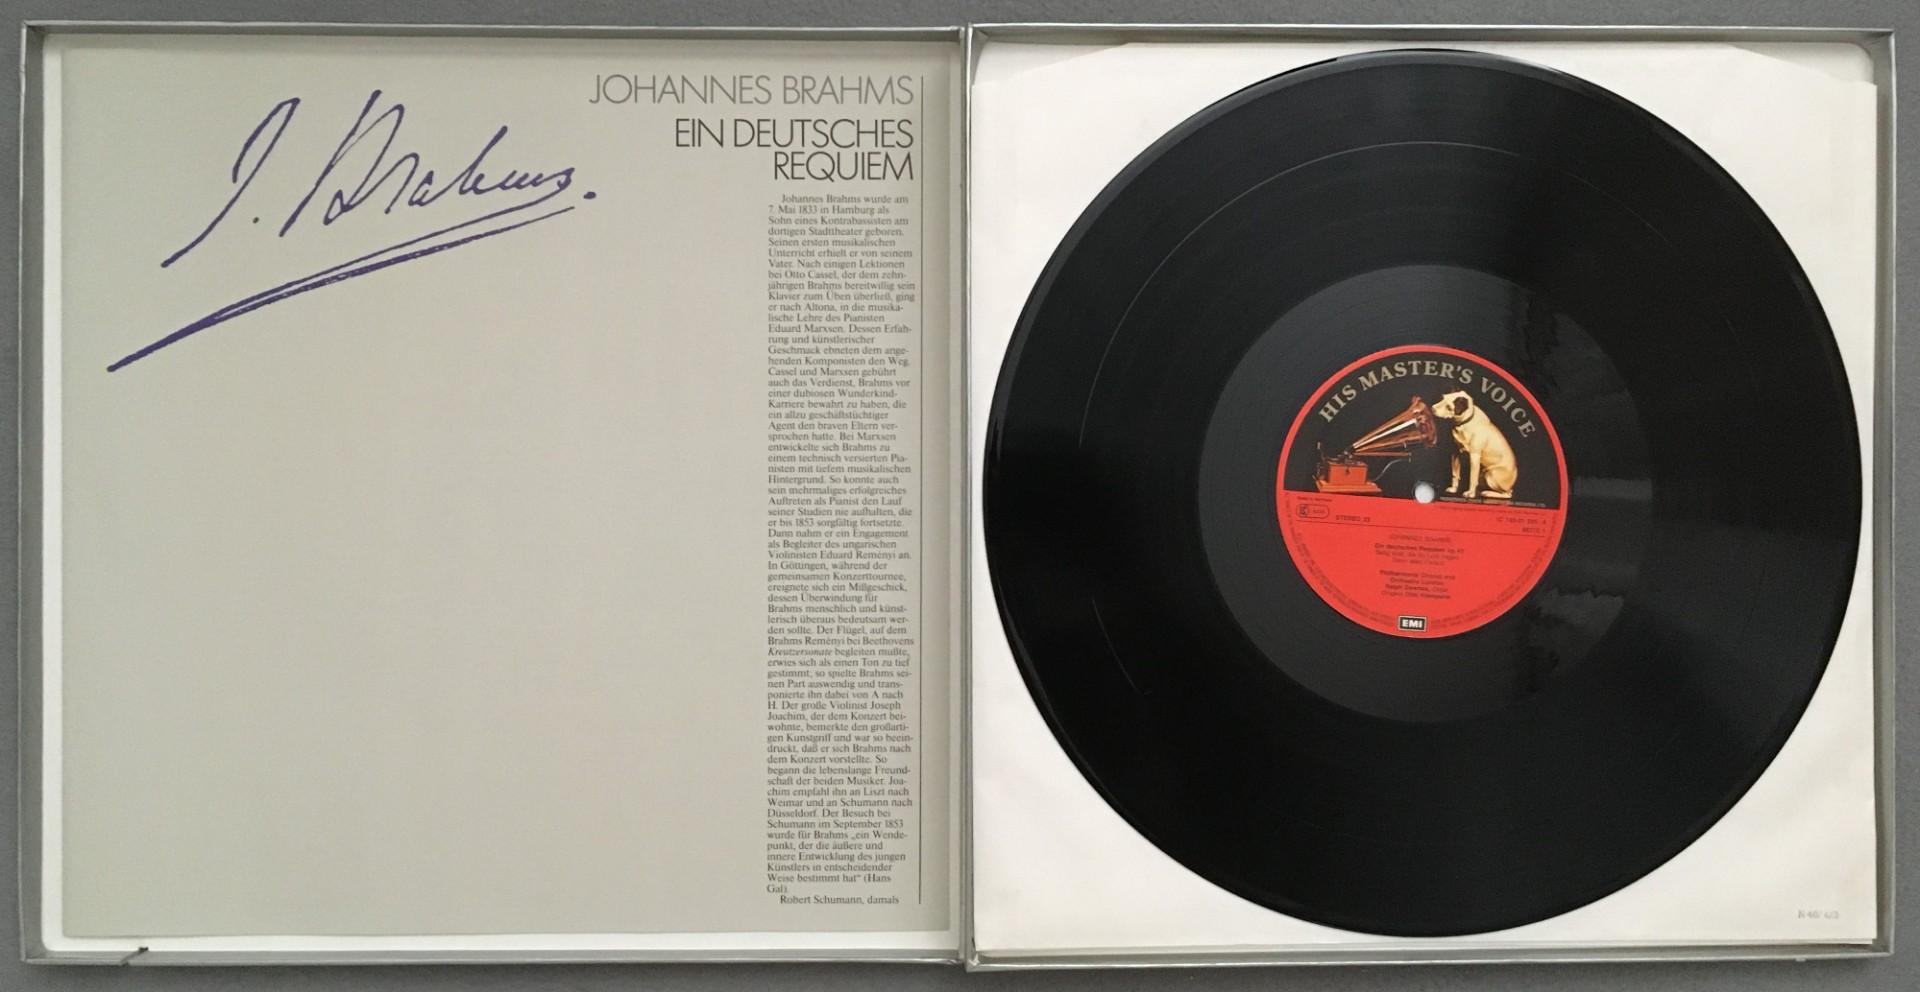 J. Brahms.
JOHANNES BRAHMS
EIN DEUTSCHES
REQUIEM
Johannes Brahms wurde am
7. Mai 1833 in Hamburg als
Sohn eines Kontrabassisten am
dortigen Stadttheater geboren.
Seinen ersten musikalischen
Unterricht erhielt er von seinem
Vater. Nach einigen Lektionen
bei Otto Cassel, der dem zehn-
jährigen Brahms bereitwillig sein
Klavier zum Üben überließ, ging
er nach Altona, in die musika-
lische Lehre des Pianisten
Eduard Marxsen. Dessen Erfah-
rung und künstlerischer
Geschmack ebneten dem ange-
henden Komponisten den Weg.
Cassel und Marxsen gebührt
auch das Verdienst, Brahms vor
einer dubiosen Wunderkind-
Karriere bewahrt zu haben, die
ein allzu geschäftstüchtiger
Agent den braven Eltern ver-
sprochen hatte. Bei Marxsen
entwickelte sich Brahms zu
einem technisch versierten Pia-
nisten mit tiefem musikalischen
Hintergrund. So konnte auch
sein mehrmaliges erfolgreiches
Auftreten als Pianist den Lauf
seiner Studien nie aufhalten, die
er bis 1853 sorgfältig fortsetzte.
Dann nahm er ein Engagement
als Begleiter des ungarischen
Violinisten Eduard Reményi an.
In Göttingen, während der
gemeinsamen Konzerttournee,
ereignete sich ein Mißgeschick,
dessen Überwindung für
Brahms menschlich und künst-
lerisch überaus bedeutsam wer-
den sollte. Der Flügel, auf dem
Brahms Reményi bei Beethovens
Kreutzersonate begleiten mußte,
erwies sich als einen Ton zu tief
gestimmt; so spielte Brahms sei-
nen Part auswendig und trans-
ponierte ihn dabei von A nach
H. Der große Violinist Joseph
Joachim, der dem Konzert bei-
wohnte, bemerkte den großarti-
gen Kunstgriff und war so beein-
druckt, daß er sich Brahms nach
dem Konzert vorstellte. So
begann die lebenslange Freund-
schaft der beiden Musiker. Joa-
chim empfahl ihn an Liszt nach
Weimar und an Schumann nach
Düsseldorf. Der Besuch bei
Schumann im September 1853
wurde für Brahms „ein Wende-
punkt, der die äußere und
innere Entwicklung des jungen
Künstlers in entscheidender
Weise bestimmt hat“ (Hans
Gal).
Robert Schumann, damals
HIS MASTER'S VOICE
STEREO 33
JOHANNES BRAHMS
Ein deutsches Requiem op. 45
Philharmonia Chorus and
Orchestra London
EMI